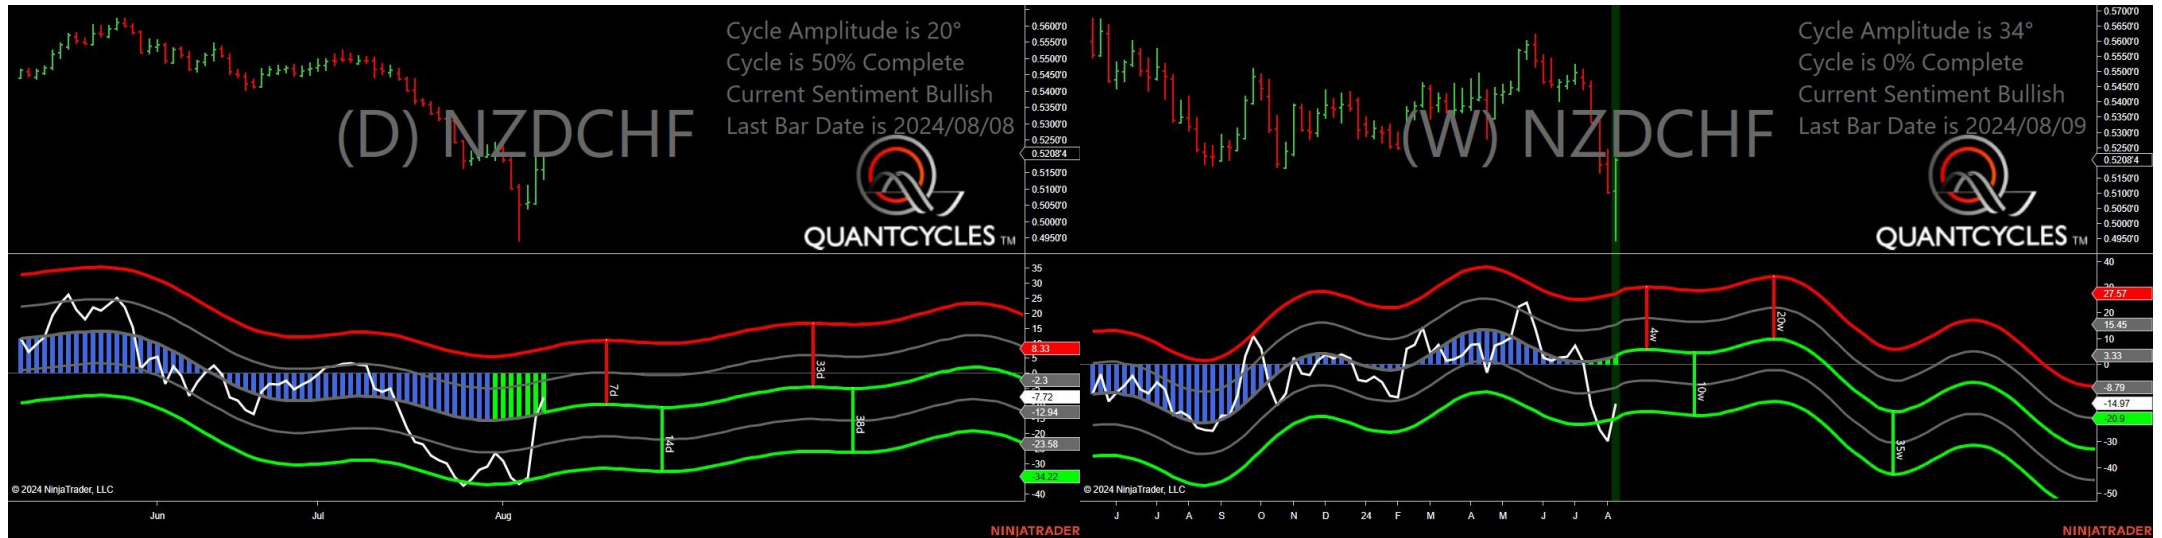 Cycle Amplitude is 20°
Cycle is 50% Complete
Current Sentiment Bullish
Last Bar Date is 2024/08/08
(D) NZDCHF
QUANTCYCLES TM
0.5600'0
0.5550'0
0.5500'0
0.5450'0
0.5400'0
0.5350'0
0.5300'0
0.5250'0
0.5208'4
0.5150'0
0.5100'0
0.5050'0
0.5000'0
0.4950'0
35
30
25
20
15
8.33
5
0
-2.3
-7.72
-12.94
-20
-23.58
-30
-34.22
-40
7d
14d
33d
38d
© 2024 NinjaTrader, LLC
Jun
Jul
Aug
NINJATRADER
Cycle Amplitude is 34°
Cycle is 0% Complete
Current Sentiment Bullish
Last Bar Date is 2024/08/09
(W) NZDCHF
QUANTCYCLES TM
0.5700'0
0.5650'0
0.5600'0
0.5550'0
0.5500'0
0.5450'0
0.5400'0
0.5350'0
0.5300'0
0.5250'0
0.5208'4
0.5150'0
0.5100'0
0.5050'0
0.5000'0
0.4950'0
40
27.57
20
15.45
10
3.33
0
-8.79
-14.97
-20.9
-30
-40
-50
4w
10w
20w
35w
© 2024 NinjaTrader, LLC
J
J
A
S
O
N
D
24
F
M
A
M
J
J
A
NINJATRADER